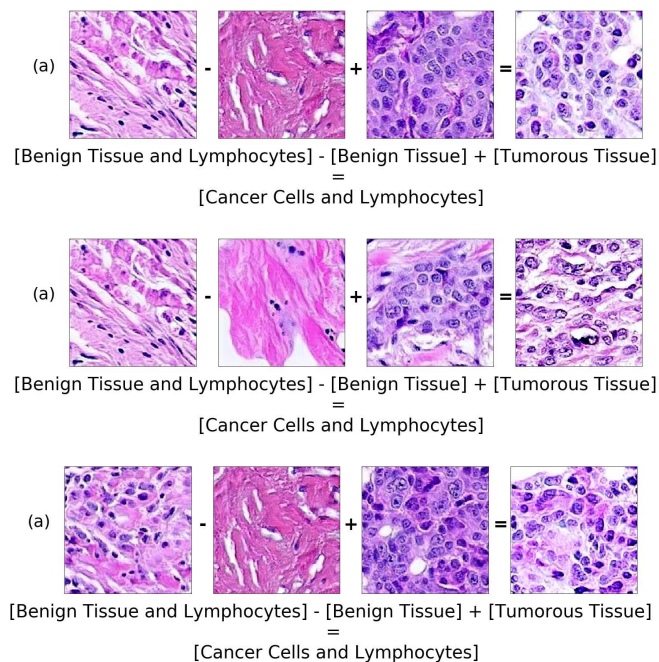 (a) - + =
[Benign Tissue and Lymphocytes] - [Benign Tissue] + [Tumorous Tissue]
=
[Cancer Cells and Lymphocytes]
(a) - + =
[Benign Tissue and Lymphocytes] - [Benign Tissue] + [Tumorous Tissue]
=
[Cancer Cells and Lymphocytes]
(a) - + =
[Benign Tissue and Lymphocytes] - [Benign Tissue] + [Tumorous Tissue]
=
[Cancer Cells and Lymphocytes]